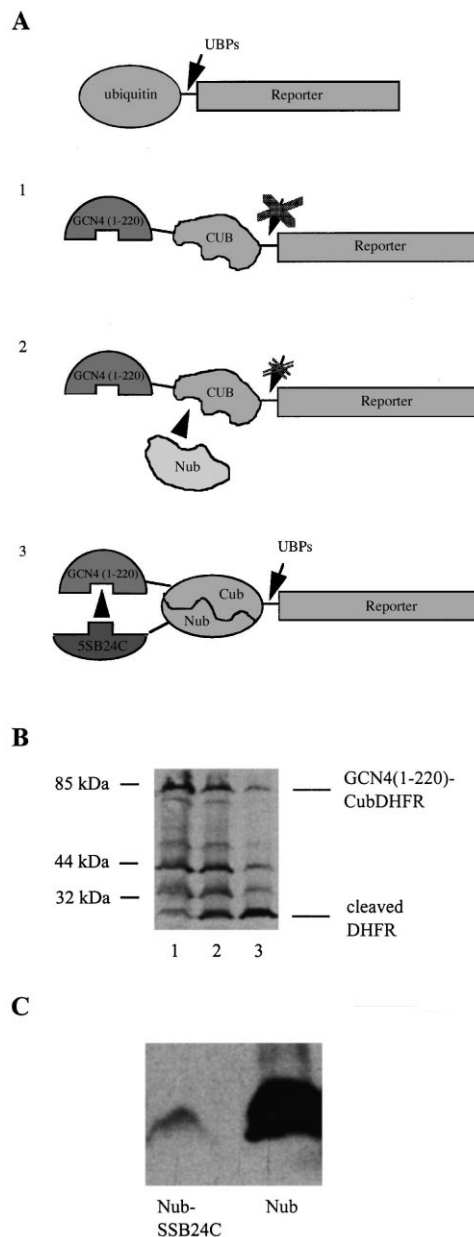 A
UBPs
ubiquitin
Reporter
1
GCN4 (1-220)
CUB
Reporter
2
GCN4 (1-220)
CUB
Reporter
Nub
3
UBPs
GCN4 (1-220)
Cub
Nub
Reporter
5SB24C
B
85 kDa
GCN4(1-220)-
CubDHFR
44 kDa
32 kDa
cleaved
DHFR
1 2 3
C
Nub-
SSB24C
Nub